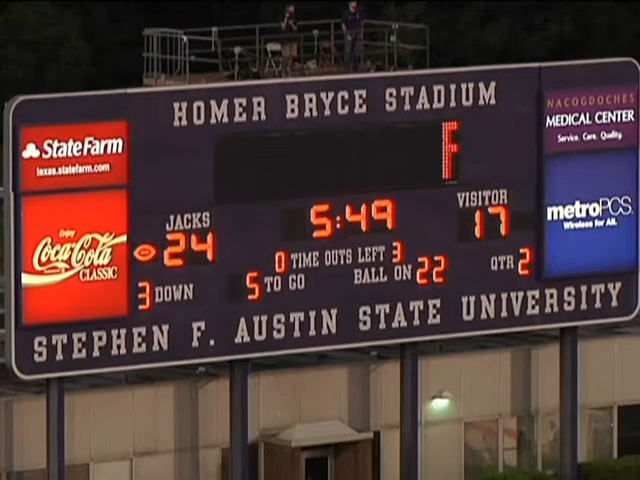 HOMER BRYCE STADIUM
F
StateFarm
texas.statefarm.com
NACOGDOCHES
MEDICAL CENTER
Service. Care. Quality.
Enjoy
Coca-Cola
CLASSIC
metroPCS.
Wireless for All.
JACKS
24
5:49
VISITOR
17
0 TIME OUTS LEFT 3
3 DOWN
5 TO GO
BALL ON 22
QTR 2
STEPHEN F. AUSTIN STATE UNIVERSITY